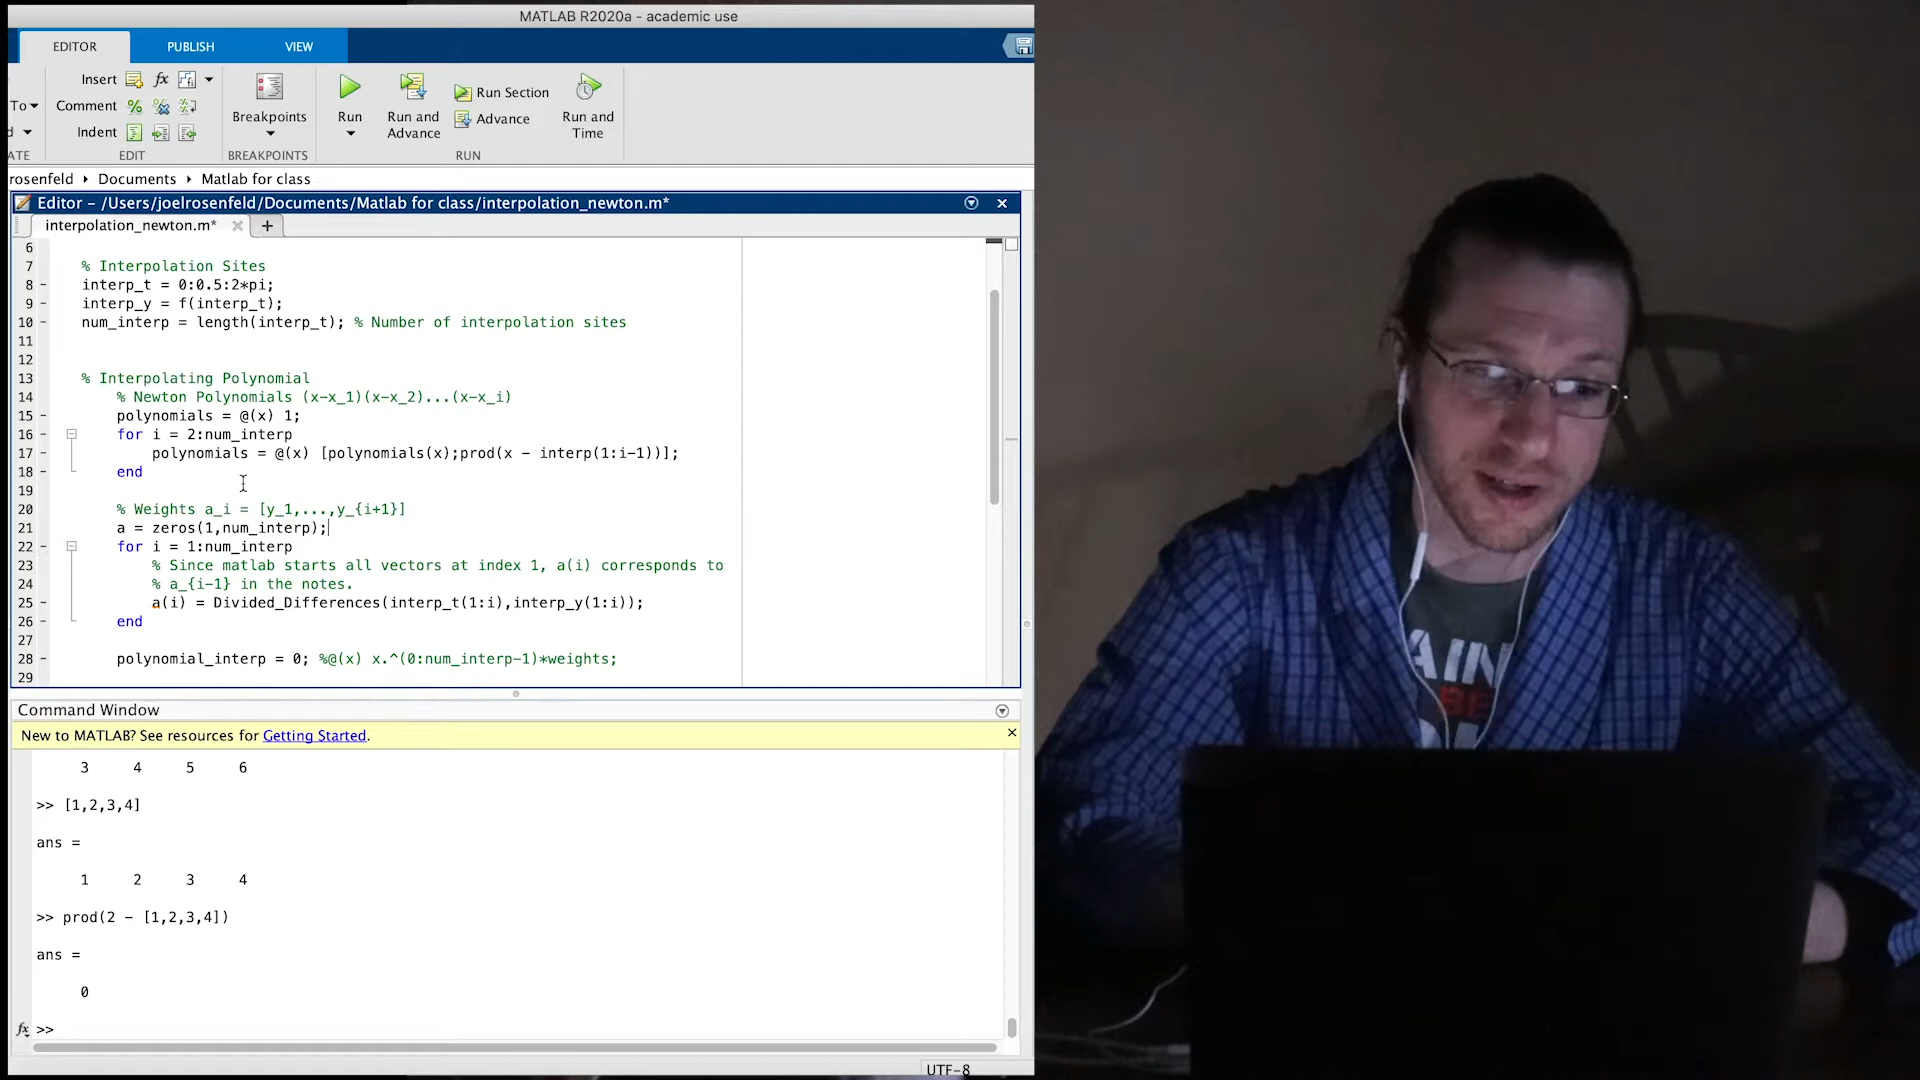 MATLAB R2020a - academic use
EDITOR
PUBLISH
VIEW
Insert
fx
To
Comment
Indent
ATE
EDIT
Breakpoints
BREAKPOINTS
Run
Run and Advance
Run Section
Advance
Run and Time
RUN
rosenfeld ▸ Documents ▸ Matlab for class
Editor - /Users/joelrosenfeld/Documents/Matlab for class/interpolation_newton.m*
interpolation_newton.m*
6
7 % Interpolation Sites
8 - interp_t = 0:0.5:2*pi;
9 - interp_y = f(interp_t);
10 - num_interp = length(interp_t); % Number of interpolation sites
11
12
13 % Interpolating Polynomial
14 % Newton Polynomials (x-x_1)(x-x_2)...(x-x_i)
15 - polynomials = @(x) 1;
16 - for i = 2:num_interp
17 - polynomials = @(x) [polynomials(x);prod(x - interp(1:i-1))];
18 - end
19
20 % Weights a_i = [y_1,...,y_{i+1}]
21 - a = zeros(1,num_interp);
22 - for i = 1:num_interp
23 % Since matlab starts all vectors at index 1, a(i) corresponds to
24 % a_{i-1} in the notes.
25 - a(i) = Divided_Differences(interp_t(1:i),interp_y(1:i));
26 - end
27
28 - polynomial_interp = 0; %@(x) x.^(0:num_interp-1)*weights;
29
Command Window
New to MATLAB? See resources for Getting Started.
3 4 5 6
>> [1,2,3,4]
ans =
1 2 3 4
>> prod(2 - [1,2,3,4])
ans =
0
fx >>
UTF-8